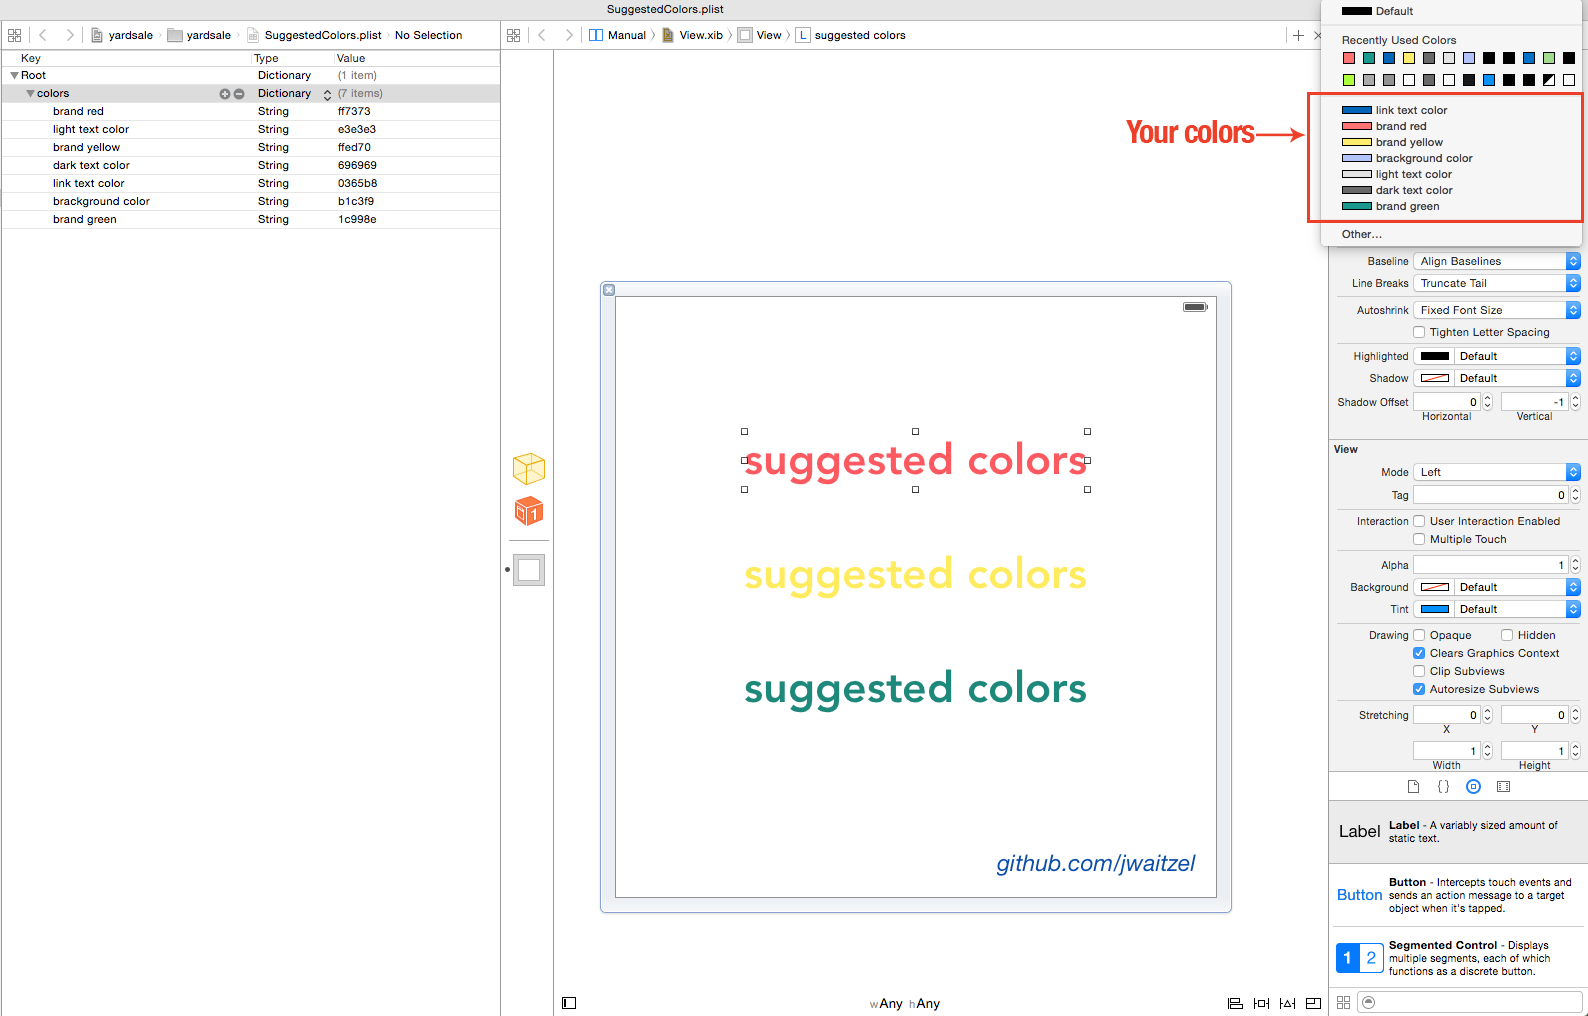 SuggestedColors.plist
yardsale yardsale SuggestedColors.plist No Selection
Key Type Value
Root Dictionary (1 item)
colors Dictionary (7 items)
brand red String ff7373
light text color String e3e3e3
brand yellow String ffed70
dark text color String 696969
link text color String 0365b8
brackground color String b1c3f9
brand green String 1c998e
Manual View.xib View L suggested colors
Default
Recently Used Colors
Your colors
link text color
brand red
brand yellow
brackground color
light text color
dark text color
brand green
Other...
suggested colors
suggested colors
suggested colors
github.com/jwaitzel
wAny hAny
Baseline Align Baselines
Line Breaks Truncate Tail
Autoshrink Fixed Font Size
Tighten Letter Spacing
Highlighted Default
Shadow Default
Shadow Offset 0 -1
Horizontal Vertical
View
Mode Left
Tag 0
Interaction User Interaction Enabled
Multiple Touch
Alpha 1
Background Default
Tint Default
Drawing Opaque Hidden
Clears Graphics Context
Clip Subviews
Autoresize Subviews
Stretching 0 0
X Y
1 1
Width Height
{}
Label Label - A variably sized amount of
static text.
Button - Intercepts touch events and
Button sends an action message to a target
object when it's tapped.
Segmented Control - Displays
1 2 multiple segments, each of which
functions as a discrete button.